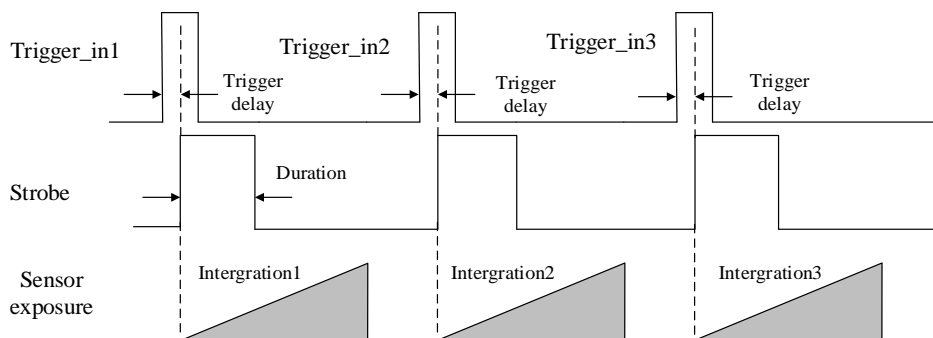 Trigger_in1
Trigger_in2
Trigger_in3
Trigger
delay
Trigger
delay
Trigger
delay
Strobe
Duration
Sensor
exposure
Intergration1
Intergration2
Intergration3